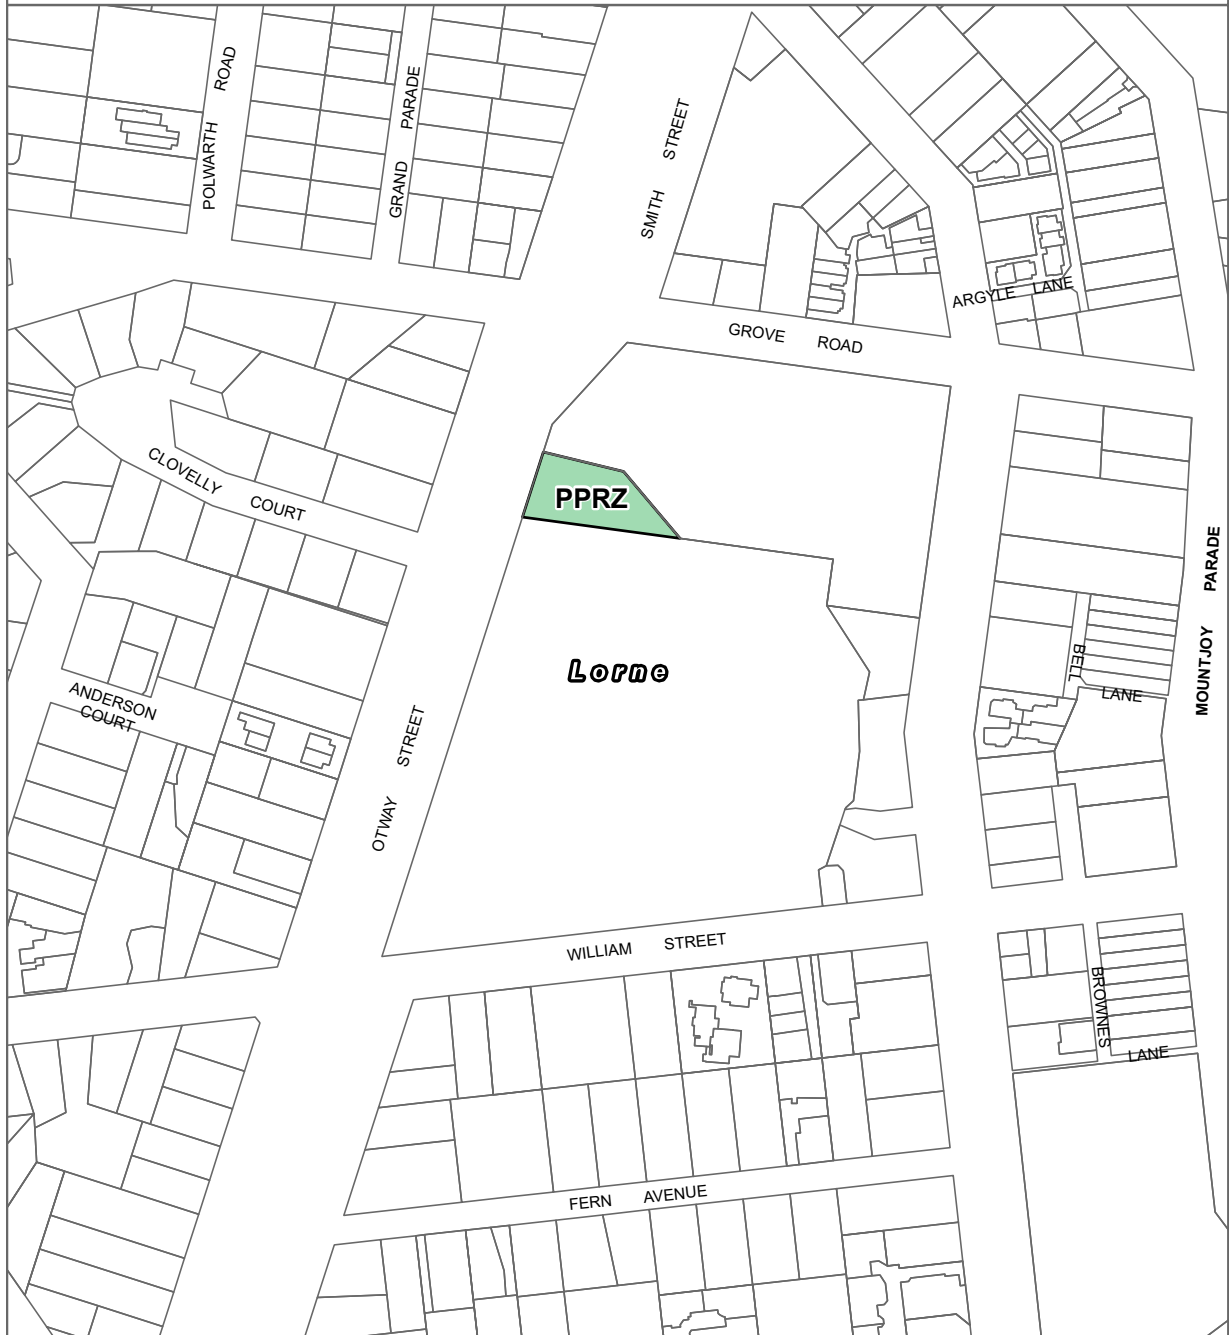 POLWARTH ROAD
GRAND PARADE
SMITH STREET
ARGYLE LANE
GROVE ROAD
CLOVELLY COURT
PPRZ
MOUNTJOY PARADE
Lorne
BELL LANE
ANDERSON
COURT
OTWAY STREET
WILLIAM STREET
BROWNES LANE
FERN AVENUE